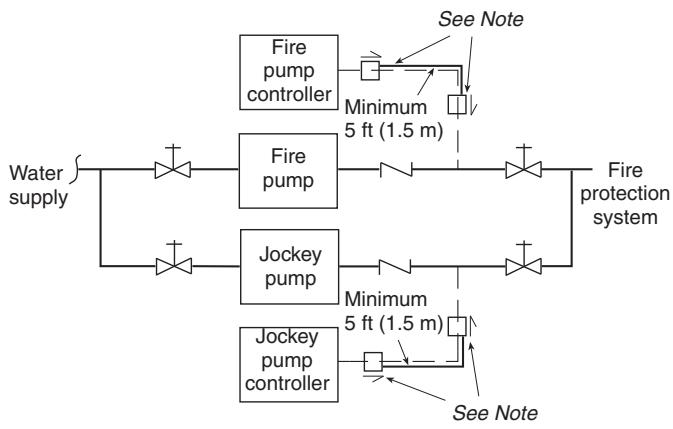 See Note
Fire
pump
controller
Minimum
5 ft (1.5 m)
Water
supply
Fire
pump
Fire
protection
system
Jockey
pump
Minimum
5 ft (1.5 m)
Jockey
pump
controller
See Note